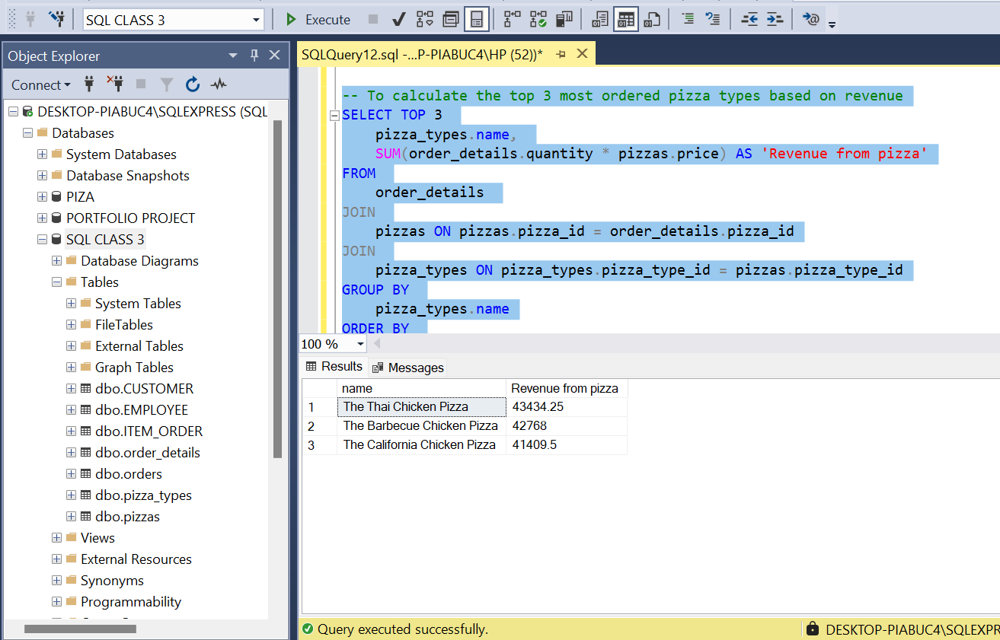 SQL CLASS 3
Execute
Object Explorer
Connect
DESKTOP-PIABUC4\SQLEXPRESS (SQL
Databases
System Databases
Database Snapshots
PIZA
PORTFOLIO PROJECT
SQL CLASS 3
Database Diagrams
Tables
System Tables
FileTables
External Tables
Graph Tables
dbo.CUSTOMER
dbo.EMPLOYEE
dbo.ITEM_ORDER
dbo.order_details
dbo.orders
dbo.pizza_types
dbo.pizzas
Views
External Resources
Synonyms
Programmability
SQLQuery12.sql -...P-PIABUC4\HP (52))*
-- To calculate the top 3 most ordered pizza types based on revenue
SELECT TOP 3
pizza_types.name,
SUM(order_details.quantity * pizzas.price) AS 'Revenue from pizza'
FROM
order_details
JOIN
pizzas ON pizzas.pizza_id = order_details.pizza_id
JOIN
pizza_types ON pizza_types.pizza_type_id = pizzas.pizza_type_id
GROUP BY
pizza_types.name
ORDER BY
100 %
Results Messages
name Revenue from pizza
1 The Thai Chicken Pizza 43434.25
2 The Barbecue Chicken Pizza 42768
3 The California Chicken Pizza 41409.5
Query executed successfully.
DESKTOP-PIABUC4\SQLEXPR